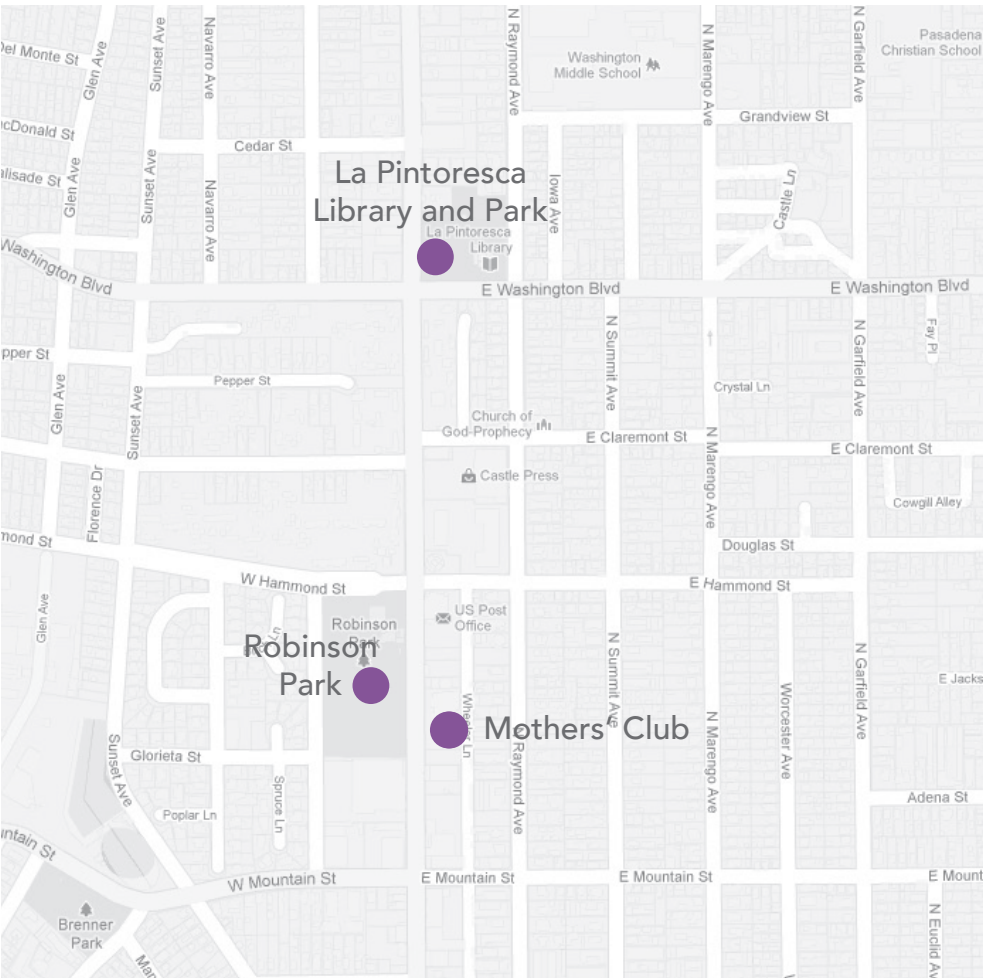 N Raymond Ave
N Marengo Ave
N Garfield Ave
Sunset Ave
Navarro Ave
Glen Ave
Del Monte St
Washington
Middle School
Pasadena
Christian School
Grandview St
cDonald St
Cedar St
alisade St
Glen Ave
Sunset Ave
Navarro Ave
La Pintoresca
Library and Park
Iowa Ave
Castle Ln
La Pintoresca
Library
Washington Blvd
E Washington Blvd
E Washington Blvd
N Summit Ave
N Garfield Ave
Fay Pl
pper St
Pepper St
Crystal Ln
Glen Ave
Sunset Ave
Church of
God-Prophecy
E Claremont St
E Claremont St
N Marengo Ave
Florence Dr
Castle Press
Cowgill Alley
mond St
Douglas St
W Hammond St
E Hammond St
Glen Ave
US Post
Office
Robinson
Park
Robinson
Park
N Summit Ave
N Garfield Ave
E Jacks
Wheeler Ln
Mothers' Club
N Raymond Ave
N Marengo Ave
Worcester Ave
Sunset Ave
Glorieta St
Spruce Ln
Poplar Ln
Adena St
untain St
W Mountain St
E Mountain St
E Mountain St
E Mount
Brenner
Park
Mar
N Euclid Av